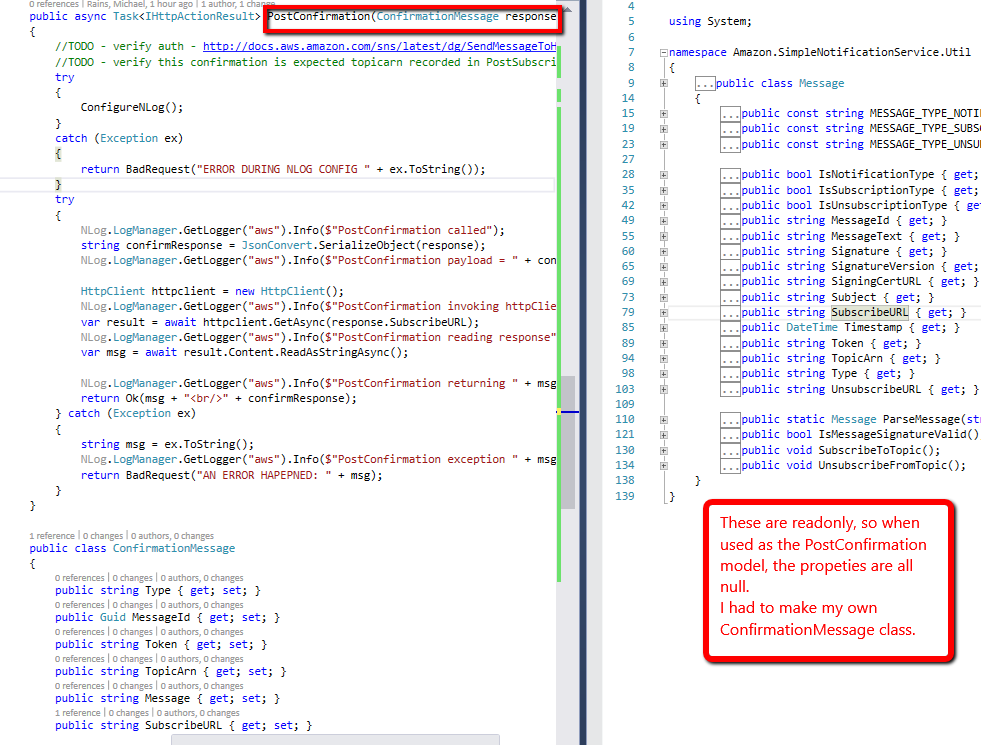 0 references | Rains, Michael, 1 hour ago | 1 author, 1 change
public async Task<IHttpActionResult> PostConfirmation(ConfirmationMessage response
{
//TODO - verify auth - http://docs.aws.amazon.com/sns/latest/dg/SendMessageToH
//TODO - verify this confirmation is expected topicarn recorded in PostSubscri
try
{
ConfigureNLog();
}
catch (Exception ex)
{
return BadRequest("ERROR DURING NLOG CONFIG " + ex.ToString());
}
try
{
NLog.LogManager.GetLogger("aws").Info($"PostConfirmation called");
string confirmResponse = JsonConvert.SerializeObject(response);
NLog.LogManager.GetLogger("aws").Info($"PostConfirmation payload = " + con
HttpClient httpclient = new HttpClient();
NLog.LogManager.GetLogger("aws").Info($"PostConfirmation invoking httpClie
var result = await httpclient.GetAsync(response.SubscribeURL);
NLog.LogManager.GetLogger("aws").Info($"PostConfirmation reading response"
var msg = await result.Content.ReadAsStringAsync();
NLog.LogManager.GetLogger("aws").Info($"PostConfirmation returning " + msg
return Ok(msg + "<br/>" + confirmResponse);
} catch (Exception ex)
{
string msg = ex.ToString();
NLog.LogManager.GetLogger("aws").Info($"PostConfirmation exception " + msg
return BadRequest("AN ERROR HAPEPNED: " + msg);
}
}
1 reference | 0 changes | 0 authors, 0 changes
public class ConfirmationMessage
{
0 references | 0 changes | 0 authors, 0 changes
public string Type { get; set; }
0 references | 0 changes | 0 authors, 0 changes
public Guid MessageId { get; set; }
0 references | 0 changes | 0 authors, 0 changes
public string Token { get; set; }
0 references | 0 changes | 0 authors, 0 changes
public string TopicArn { get; set; }
0 references | 0 changes | 0 authors, 0 changes
public string Message { get; set; }
1 reference | 0 changes | 0 authors, 0 changes
public string SubscribeURL { get; set; }
4
5 using System;
6
7 namespace Amazon.SimpleNotificationService.Util
8 {
9 ...public class Message
14 {
15 ...public const string MESSAGE_TYPE_NOTI
19 ...public const string MESSAGE_TYPE_SUBS
23 ...public const string MESSAGE_TYPE_UNSU
27
28 ...public bool IsNotificationType { get;
35 ...public bool IsSubscriptionType { get;
42 ...public bool IsUnsubscriptionType { get
49 ...public string MessageId { get; }
55 ...public string MessageText { get; }
60 ...public string Signature { get; }
65 ...public string SignatureVersion { get;
69 ...public string SigningCertURL { get; }
73 ...public string Subject { get; }
79 ...public string SubscribeURL { get; }
85 ...public DateTime Timestamp { get; }
89 ...public string Token { get; }
94 ...public string TopicArn { get; }
98 ...public string Type { get; }
103 ...public string UnsubscribeURL { get; }
109
110 ...public static Message ParseMessage(str
121 ...public bool IsMessageSignatureValid()
130 ...public void SubscribeToTopic();
134 ...public void UnsubscribeFromTopic();
138 }
139 }
These are readonly, so when
used as the PostConfirmation
model, the propeties are all
null.
I had to make my own
ConfirmationMessage class.